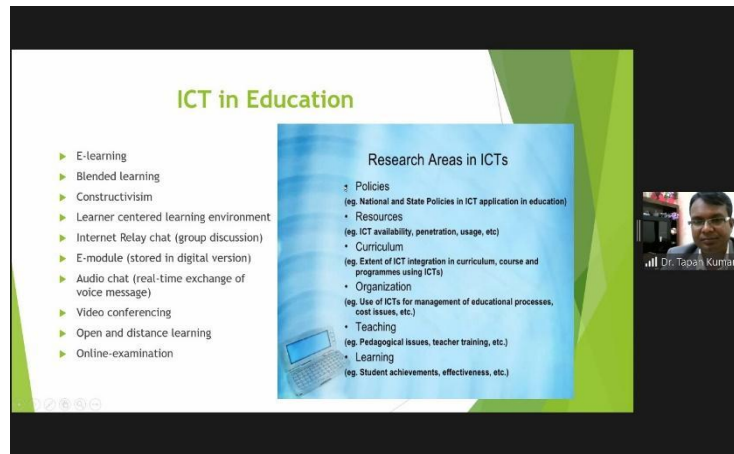 ICT in Education
E-learning
Blended learning
Constructivisim
Learner centered learning environment
Internet Relay chat (group discussion)
E-module (stored in digital version)
Audio chat (real-time exchange of
voice message)
Video conferencing
Open and distance learning
Online-examination
Research Areas in ICTs
• Policies
(eg. National and State Policies in ICT application in education)
• Resources
(eg. ICT availability, penetration, usage, etc)
• Curriculum
(eg. Extent of ICT integration in curriculum, course and
programmes using ICTs)
• Organization
(eg. Use of ICTs for management of educational processes,
cost issues, etc.)
• Teaching
(eg. Pedagogical issues, teacher training, etc.)
• Learning
(eg. Student achievements, effectiveness, etc.)
Dr. Tapan Kumar